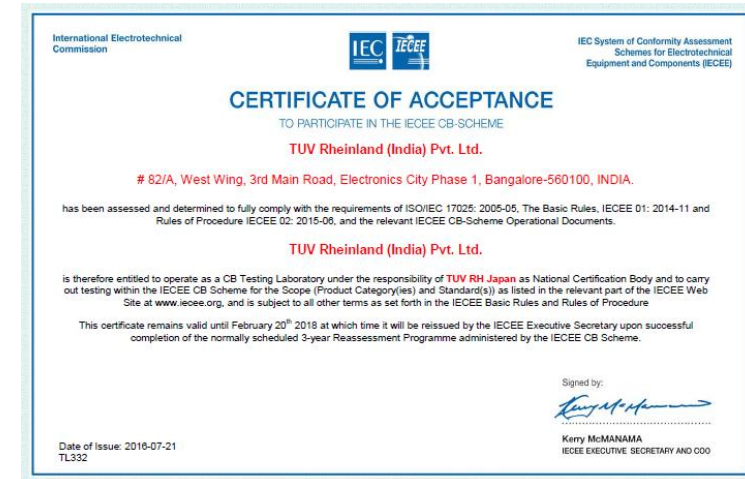 International Electrotechnical
Commission
IEC IECEE
IEC System of Conformity Assessment
Schemes for Electrotechnical
Equipment and Components (IECEE)
CERTIFICATE OF ACCEPTANCE
TO PARTICIPATE IN THE IECEE CB-SCHEME
TUV Rheinland (India) Pvt. Ltd.
# 82/A, West Wing, 3rd Main Road, Electronics City Phase 1, Bangalore-560100, INDIA.
has been assessed and determined to fully comply with the requirements of ISO/IEC 17025: 2005-05, The Basic Rules, IECEE 01: 2014-11 and
Rules of Procedure IECEE 02: 2015-06, and the relevant IECEE CB-Scheme Operational Documents.
TUV Rheinland (India) Pvt. Ltd.
is therefore entitled to operate as a CB Testing Laboratory under the responsibility of TUV RH Japan as National Certification Body and to carry
out testing within the IECEE CB Scheme for the Scope (Product Category(ies) and Standard(s)) as listed in the relevant part of the IECEE Web
Site at www.iecee.org, and is subject to all other terms as set forth in the IECEE Basic Rules and Rules of Procedure
This certificate remains valid until February 20th 2018 at which time it will be reissued by the IECEE Executive Secretary upon successful
completion of the normally scheduled 3-year Reassessment Programme administered by the IECEE CB Scheme.
Signed by:
Kerry McManama
Kerry McMANAMA
IECEE EXECUTIVE SECRETARY AND COO
Date of Issue: 2016-07-21
TL332